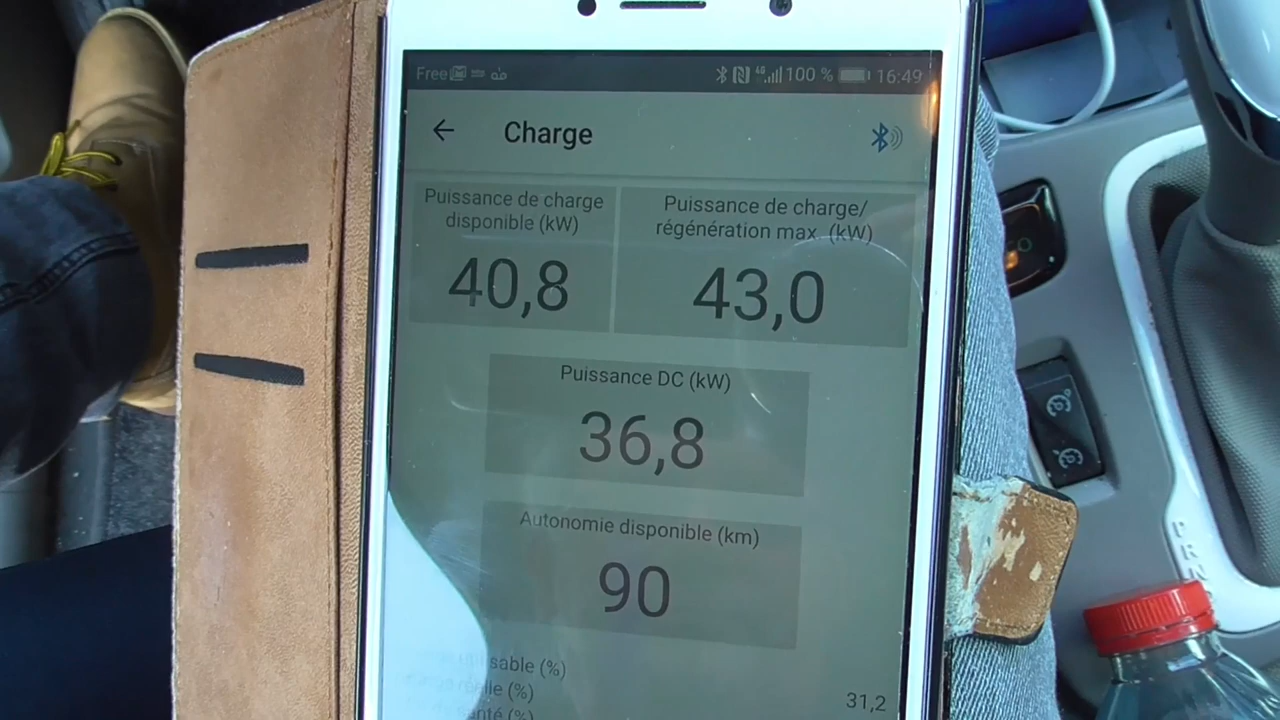 Free 4G 100 % 16:49
Charge
Puissance de charge
disponible (kW)
40,8
Puissance de charge/
régénération max. (kW)
43,0
Puissance DC (kW)
36,8
Autonomie disponible (km)
90
(%)
(%)
31,2
(%)